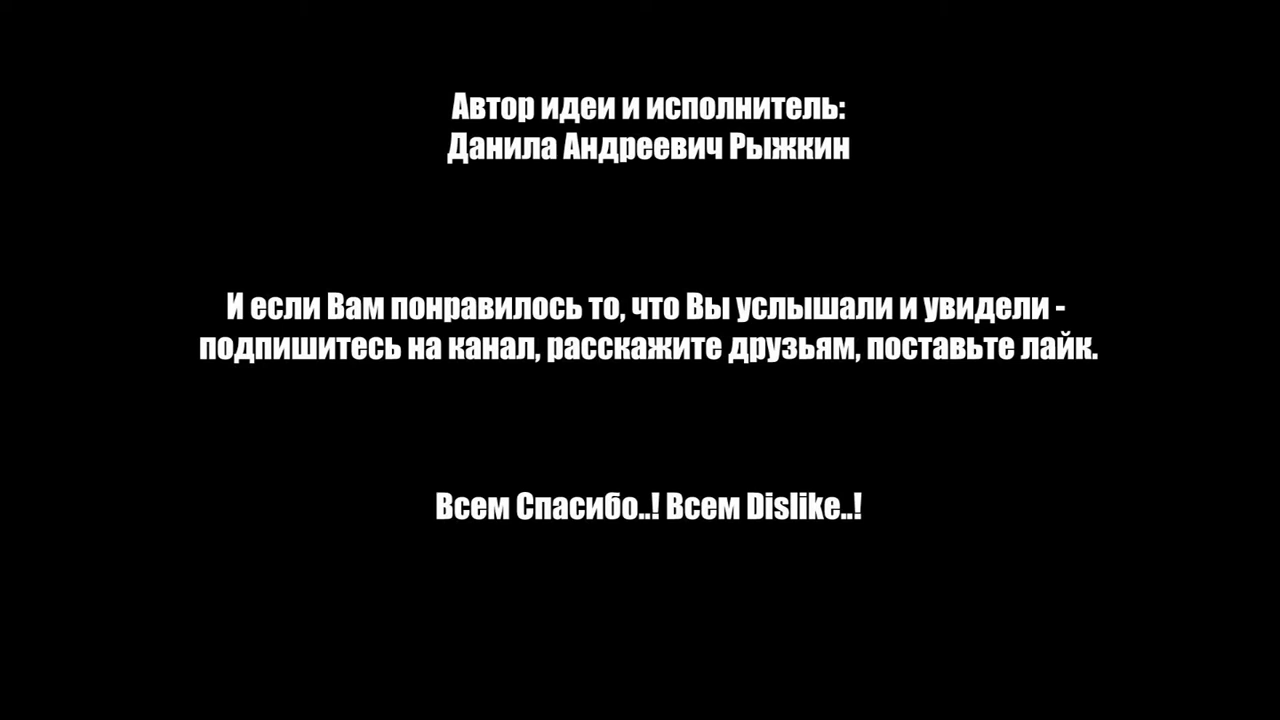 Автор идеи и исполнитель:
Данила Андреевич Рыжкин
И если Вам понравилось то, что Вы услышали и увидели -
подпишитесь на канал, расскажите друзьям, поставьте лайк.
Всем Спасибо..! Всем Dislike..!